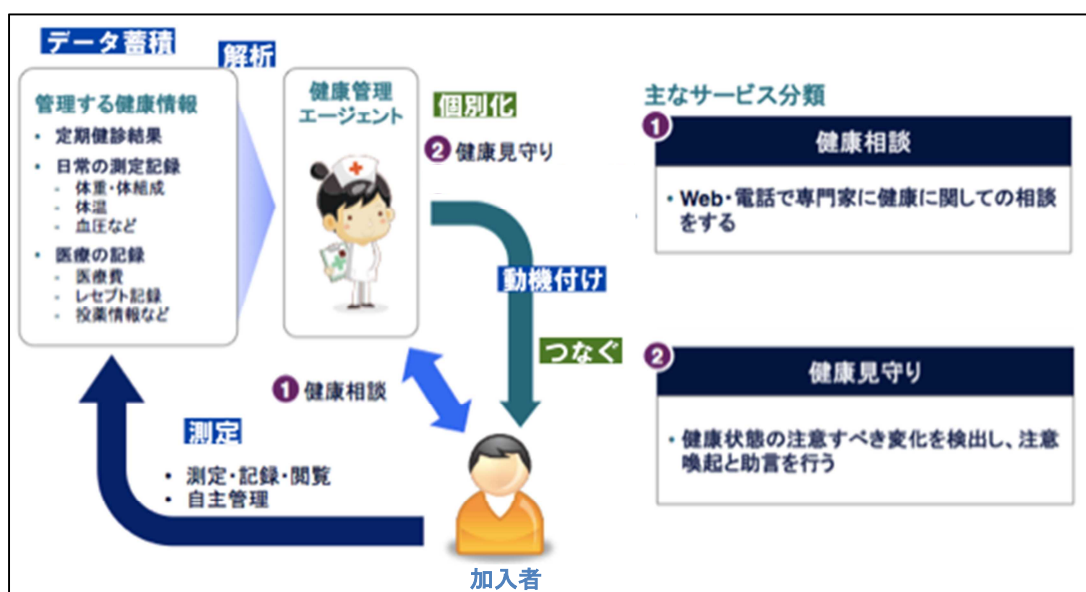 データ蓄積
解析
管理する健康情報
• 定期健診結果
• 日常の測定記録
- 体重・体組成
- 体温
- 血圧など
• 医療の記録
- 医療費
- レセプト記録
- 投薬情報など
健康管理
エージェント
個別化
2 健康見守り
動機付け
つなぐ
1 健康相談
測定
• 測定・記録・閲覧
• 自主管理
加入者
主なサービス分類
1
健康相談
• Web・電話で専門家に健康に関しての相談
をする
2
健康見守り
• 健康状態の注意すべき変化を検出し、注意
喚起と助言を行う